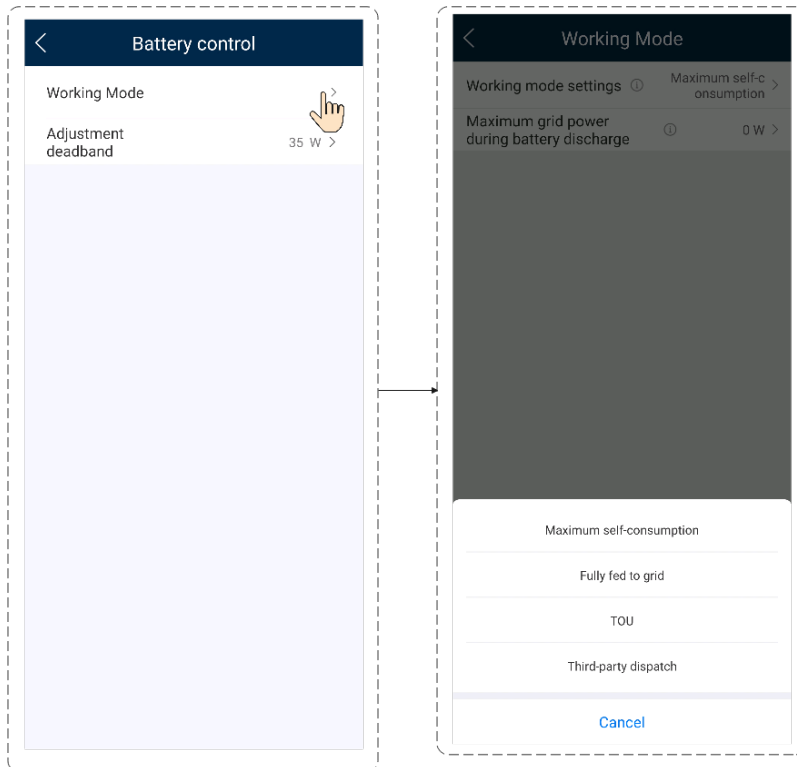 Battery control
Working Mode
Adjustment
deadband
35 W
Working Mode
Working mode settings
Maximum self-c
onsumption
Maximum grid power
during battery discharge
0 W
Maximum self-consumption
Fully fed to grid
TOU
Third-party dispatch
Cancel